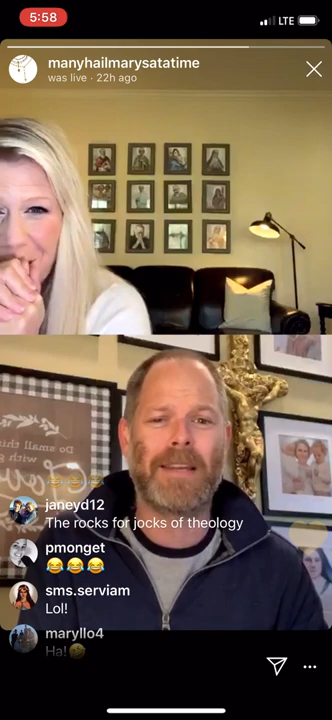 5:58
LTE
manyhailmarysatatime
was live · 22h ago
Do small things
with g
Love
😂😂😂
janeyd12
The rocks for jocks of theology
pmonget
😂😂😂
sms.serviam
Lol!
maryllo4
Ha!🤣